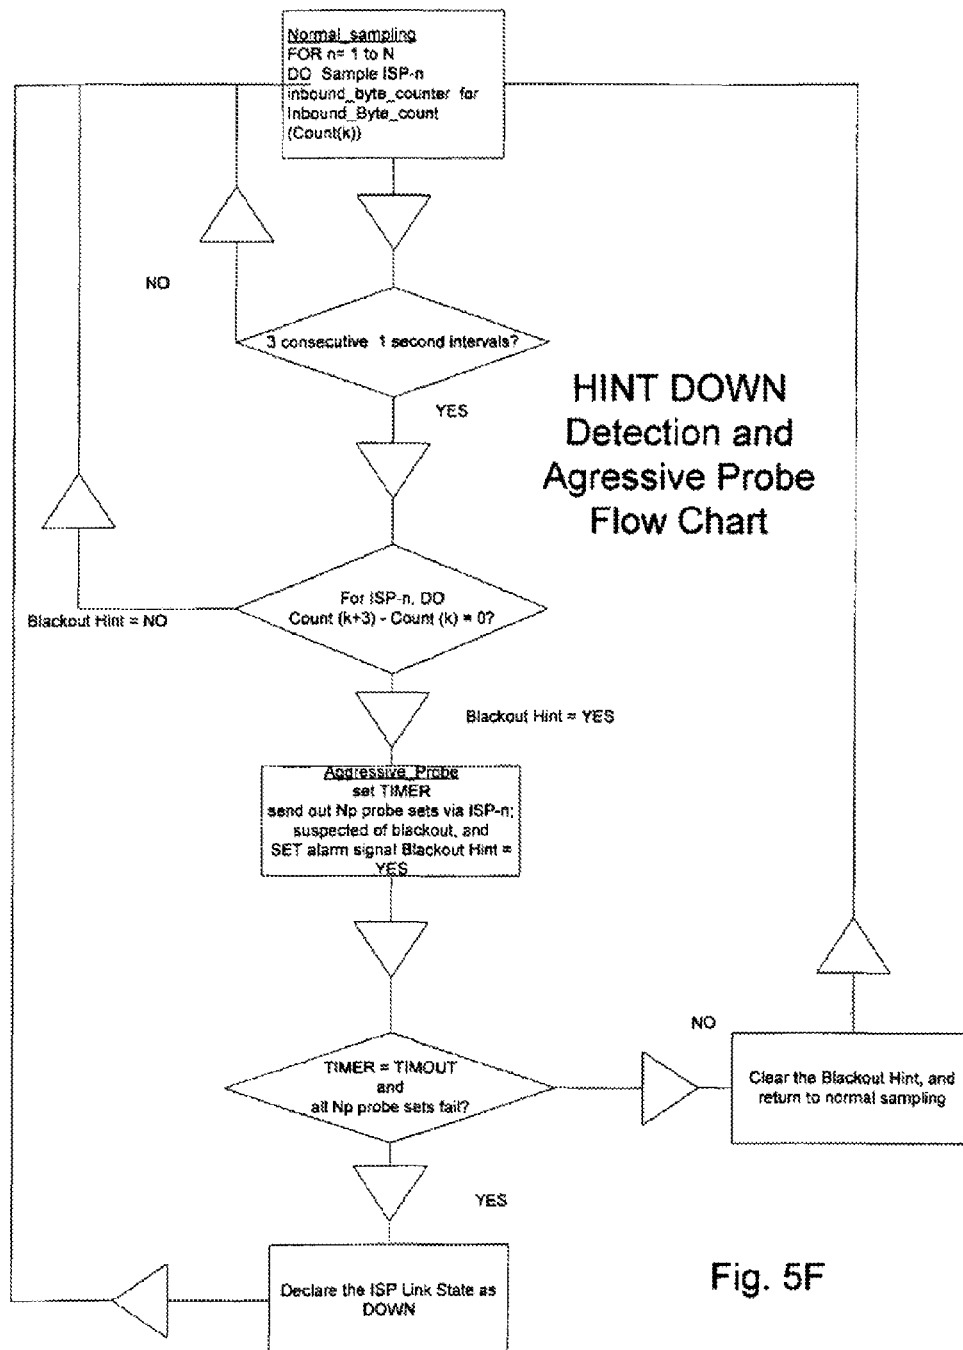 Normal_sampling
FOR n= 1 to N
DO Sample ISP-n
inbound_byte_counter for
Inbound_Byte_count
(Count(k))
NO
3 consecutive 1 second intervals?
YES
HINT DOWN
Detection and
Agressive Probe
Flow Chart
For ISP-n, DO
Count (k+3) - Count (k) = 0?
Blackout Hint = NO
Blackout Hint = YES
Aggressive_Probe
set TIMER
send out Np probe sets via ISP-n;
suspected of blackout, and
SET alarm signal Blackout Hint =
YES
TIMER = TIMOUT
and
all Np probe sets fail?
NO
Clear the Blackout Hint, and
return to normal sampling
YES
Declare the ISP Link State as
DOWN
Fig. 5F